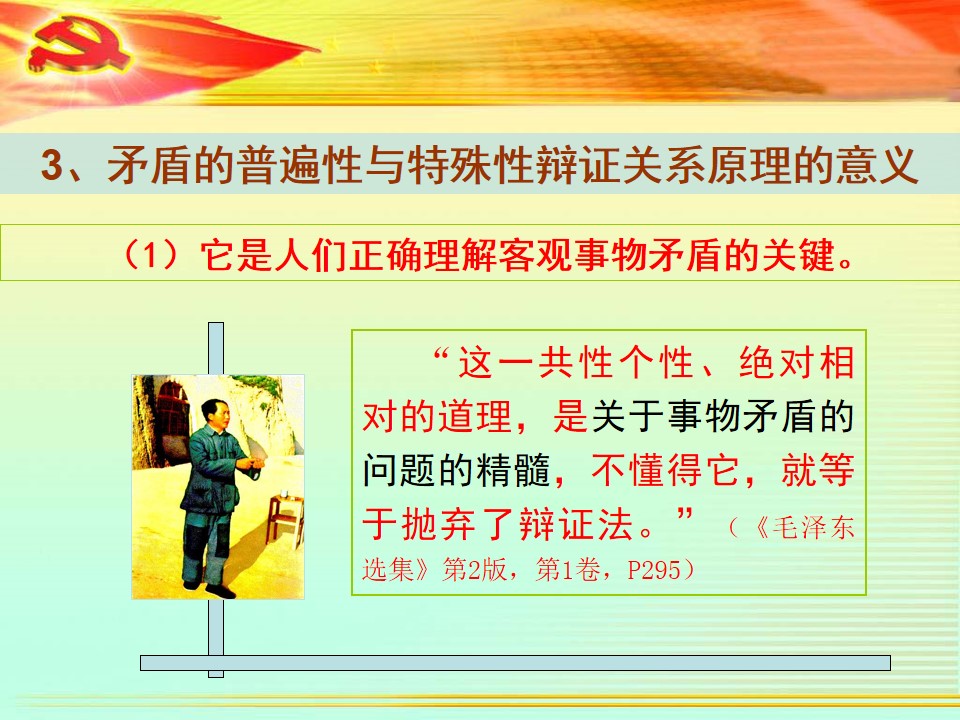 3、矛盾的普遍性与特殊性辩证关系原理的意义
（1）它是人们正确理解客观事物矛盾的关键。
“这一共性个性、绝对相
对的道理，是关于事物矛盾的
问题的精髓，不懂得它，就等
于抛弃了辩证法。”（《毛泽东
选集》第2版，第1卷，P295）